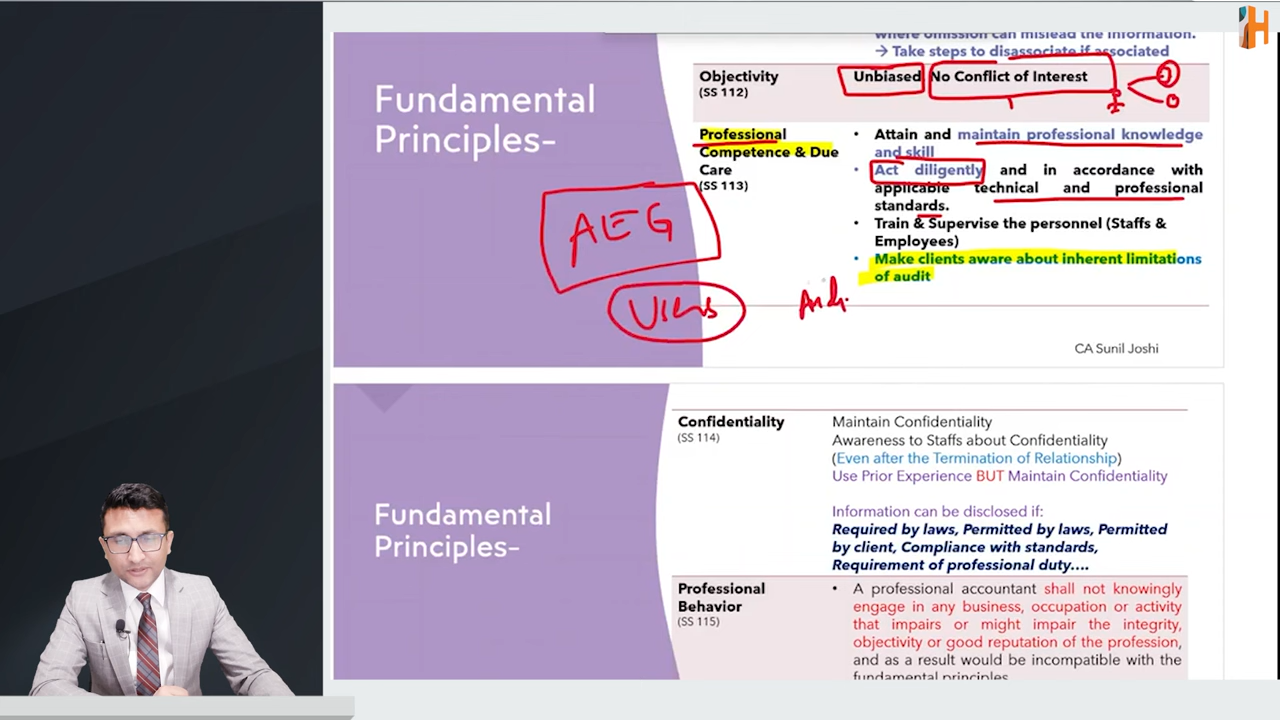 where omission can mislead the information.
→ Take steps to disassociate if associated
Fundamental
Principles-
Objectivity
(SS 112)
Unbiased No Conflict of Interest
Professional
Competence & Due
Care
(SS 113)
• Attain and maintain professional knowledge
and skill
• Act diligently and in accordance with
applicable technical and professional
standards.
• Train & Supervise the personnel (Staffs &
Employees)
• Make clients aware about inherent limitations
of audit
AEG
CA Sunil Joshi
Fundamental
Principles-
Confidentiality
(SS 114)
Maintain Confidentiality
Awareness to Staffs about Confidentiality
(Even after the Termination of Relationship)
Use Prior Experience BUT Maintain Confidentiality
Information can be disclosed if:
Required by laws, Permitted by laws, Permitted
by client, Compliance with standards,
Requirement of professional duty....
Professional
Behavior
(SS 115)
• A professional accountant shall not knowingly
engage in any business, occupation or activity
that impairs or might impair the integrity,
objectivity or good reputation of the profession,
and as a result would be incompatible with the
fundamental principles.
H